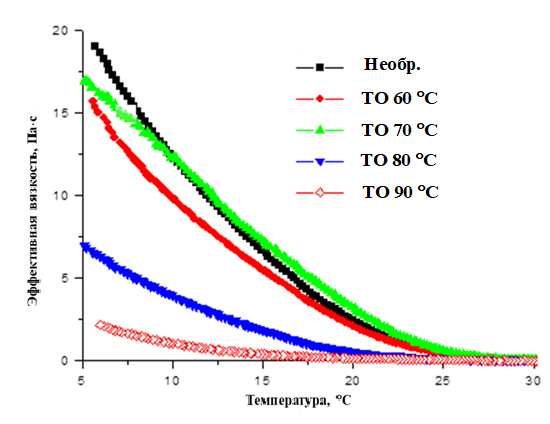 20
15
10
5
0
5
10
15
20
25
30
Эффективная вязкость, Па·с
Температура, °С
Необр.
ТО 60 °С
ТО 70 °С
ТО 80 °С
ТО 90 °С